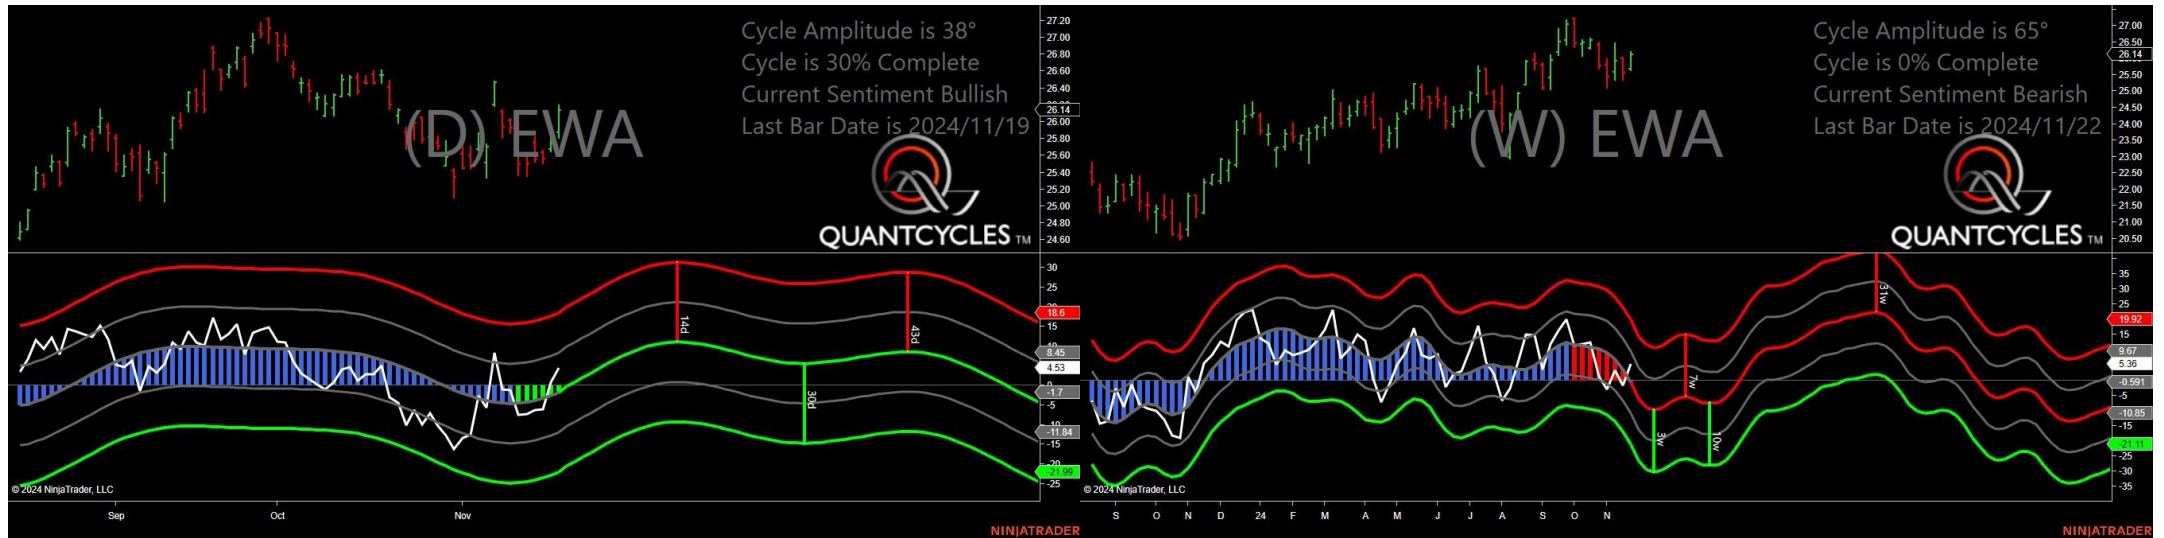 Cycle Amplitude is 38°
Cycle is 30% Complete
Current Sentiment Bullish
Last Bar Date is 2024/11/19
(D) EWA
QUANTCYCLES TM
27.20
27.00
26.80
26.60
26.40
26.14
26.00
25.80
25.60
25.40
25.20
25.00
24.80
24.60
30
25
18.6
15
8.45
4.53
-1.7
-5
-11.84
-15
-21.99
-25
14d
30d
43d
© 2024 NinjaTrader, LLC
Sep Oct Nov
NINJATRADER
Cycle Amplitude is 65°
Cycle is 0% Complete
Current Sentiment Bearish
Last Bar Date is 2024/11/22
(W) EWA
QUANTCYCLES TM
27.00
26.50
26.14
25.50
25.00
24.50
24.00
23.50
23.00
22.50
22.00
21.50
21.00
20.50
35
30
25
19.92
15
9.67
5.36
-0.591
-5
-10.85
-15
-21.11
-25
-30
-35
31w
7w
3w
10w
© 2024 NinjaTrader, LLC
S O N D 24 F M A M J J A S O N
NINJATRADER